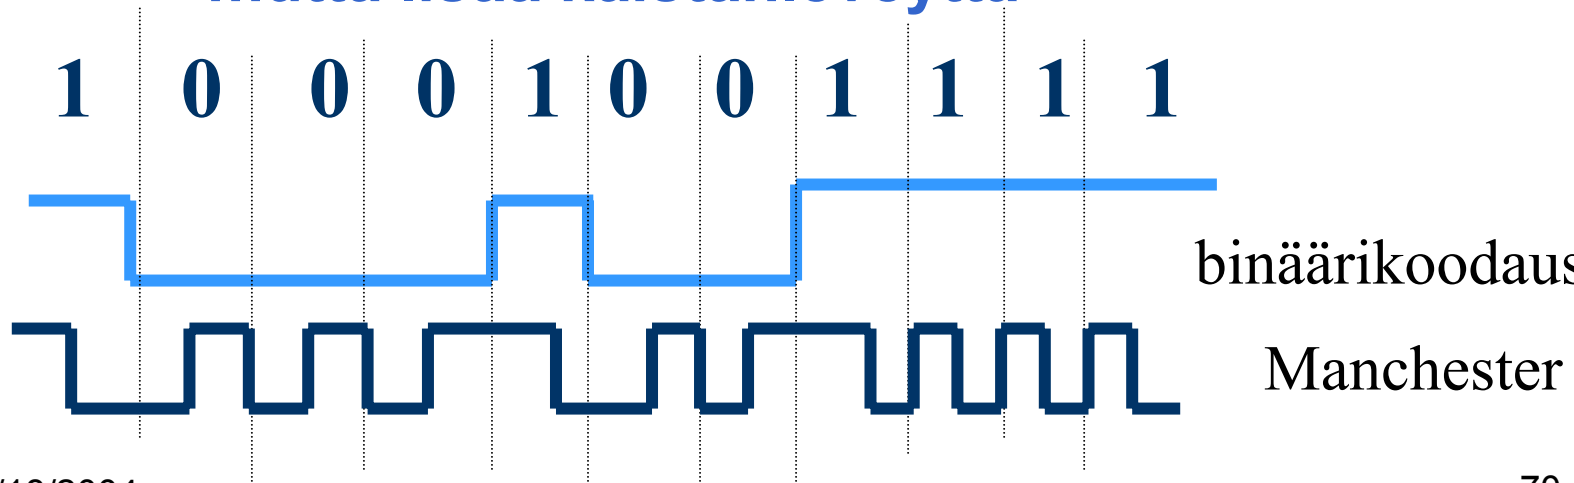 1 0 0 0 1 0 0 1 1 1 1
binäärikoodaus
Manchester